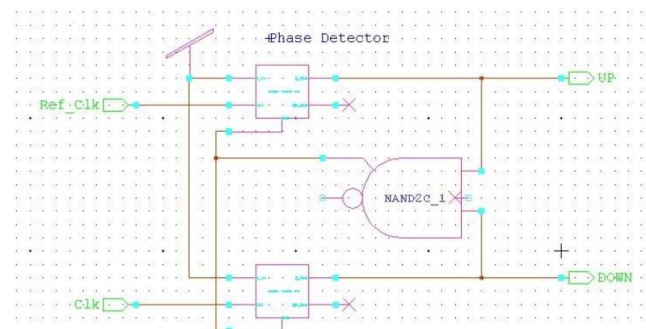 Phase Detector
UP
Ref_Clk
NAND2C_i
DOWN
Clk